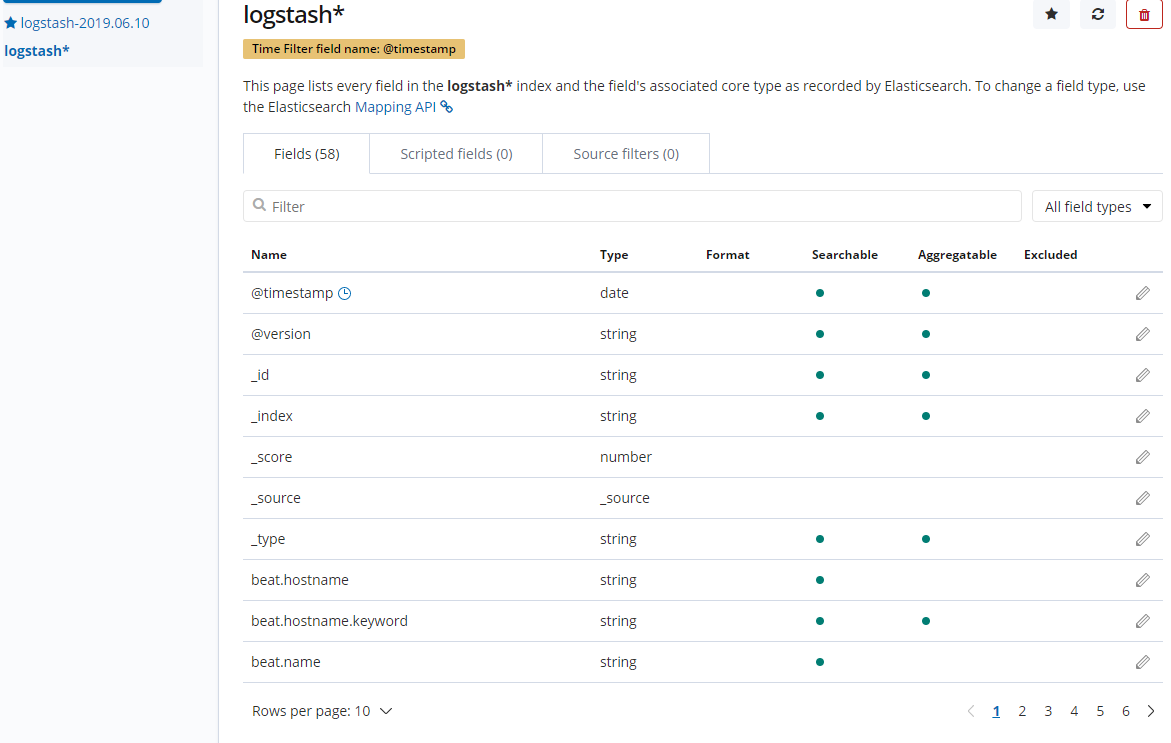 logstash-2019.06.10
logstash*
logstash*
Time Filter field name: @timestamp
This page lists every field in the logstash* index and the field's associated core type as recorded by Elasticsearch. To change a field type, use
the Elasticsearch Mapping API
Fields (58) Scripted fields (0) Source filters (0)
Filter All field types
Name Type Format Searchable Aggregatable Excluded
@timestamp date
@version string
_id string
_index string
_score number
_source _source
_type string
beat.hostname string
beat.hostname.keyword string
beat.name string
Rows per page: 10 1 2 3 4 5 6